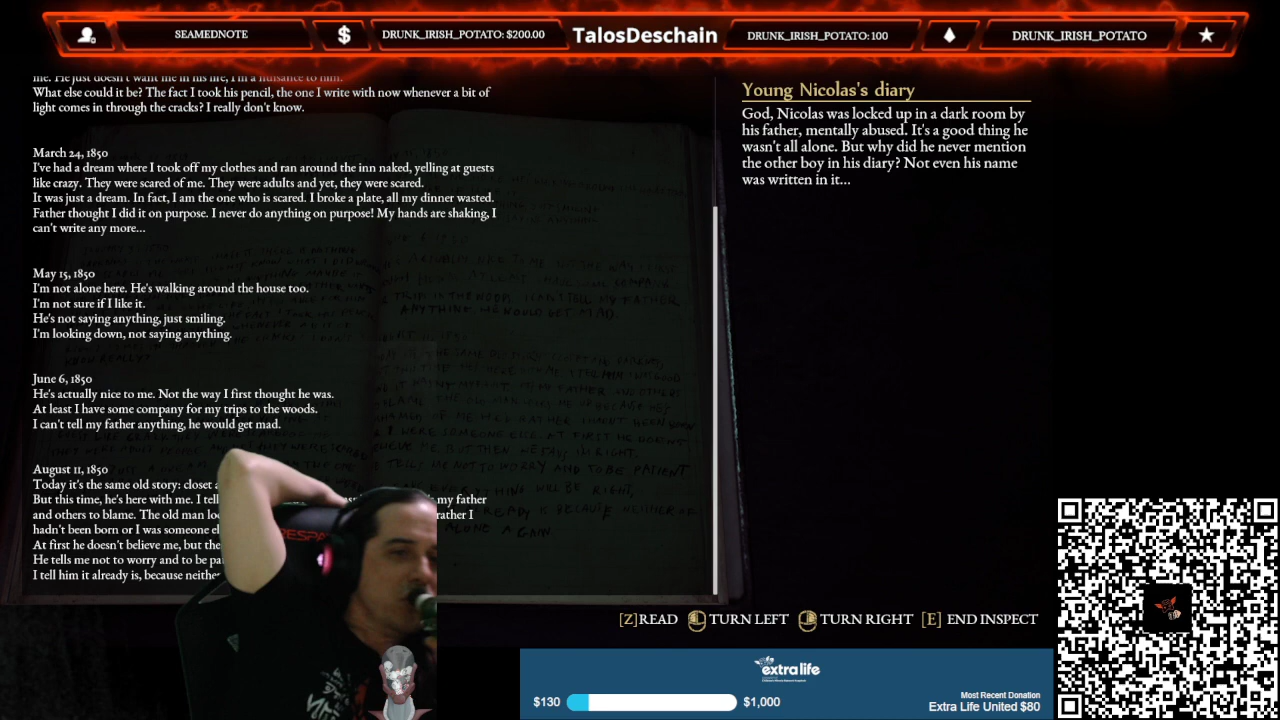 SEAMEDNOTE
$
DRUNK_IRISH_POTATO: $200.00
TalosDeschain
DRUNK_IRISH_POTATO: 100
DRUNK_IRISH_POTATO
me. He just doesn't want me in his life, I'm a nuisance to him.
What else could it be? The fact I took his pencil, the one I write with now whenever a bit of
light comes in through the cracks? I really don't know.
March 24, 1850
I've had a dream where I took off my clothes and ran around the inn naked, yelling at guests
like crazy. They were scared of me. They were adults and yet, they were scared.
It was just a dream. In fact, I am the one who is scared. I broke a plate, all my dinner wasted.
Father thought I did it on purpose. I never do anything on purpose! My hands are shaking, I
can't write any more...
May 15, 1850
I'm not alone here. He's walking around the house too.
I'm not sure if I like it.
He's not saying anything, just smiling.
I'm looking down, not saying anything.
June 6, 1850
He's actually nice to me. Not the way I first thought he was.
At least I have some company for my trips to the woods.
I can't tell my father anything, he would get mad.
August 11, 1850
Today it's the same old story: closet
But this time, he's here with me. I tell my father
and others to blame. The old man rather I
hadn't been born or I was someone
At first he doesn't believe me, but
He tells me not to worry and to be
I tell him it already is, because
Young Nicolas's diary
God, Nicolas was locked up in a dark room by
his father, mentally abused. It's a good thing he
wasn't all alone. But why did he never mention
the other boy in his diary? Not even his name
was written in it...
[Z]READ TURN LEFT TURN RIGHT [E] END INSPECT
extralife
$130 $1,000
Most Recent Donation
Extra Life United $80